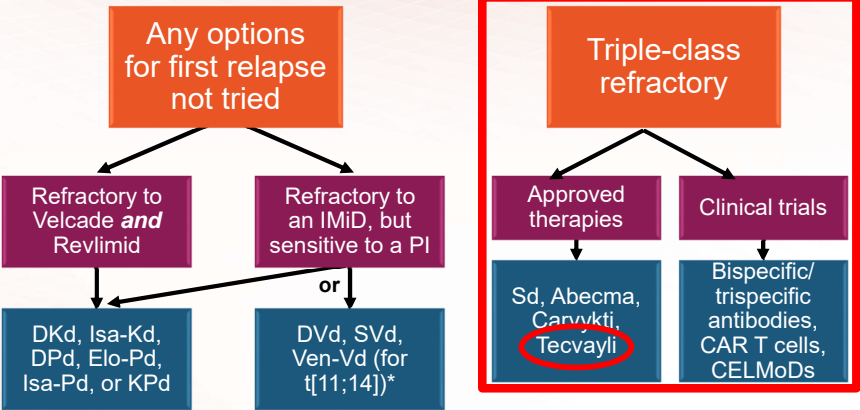 Any options
for first relapse
not tried
Triple-class
refractory
Refractory to
Velcade and
Revlimid
Refractory to
an IMiD, but
sensitive to a PI
Approved
therapies
Clinical trials
or
DKd, Isa-Kd,
DPd, Elo-Pd,
Isa-Pd, or KPd
DVd, SVd,
Ven-Vd (for
t[11;14])*
Sd, Abecma,
Carvykti,
Tecvayli
Bispecific/
trispecific
antibodies,
CAR T cells,
CELMoDs